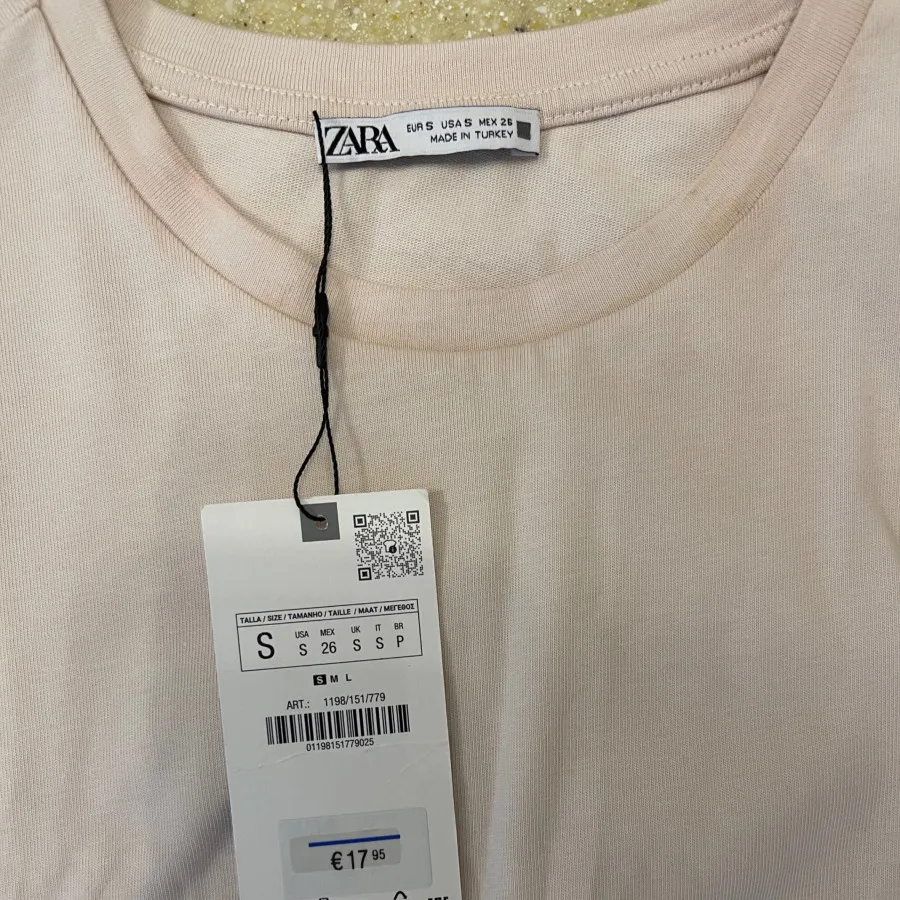 ZARA
EUR S USA S MEX 26
MADE IN TURKEY
TALLA / SIZE / TAMANHO / TAILLE / MAAT / ΜΕΓΕΘΟΣ
S
USA MEX UK IT BR
S 26 S S P
S M L
ART.: 1198/151/779
01198151779025
€17 95